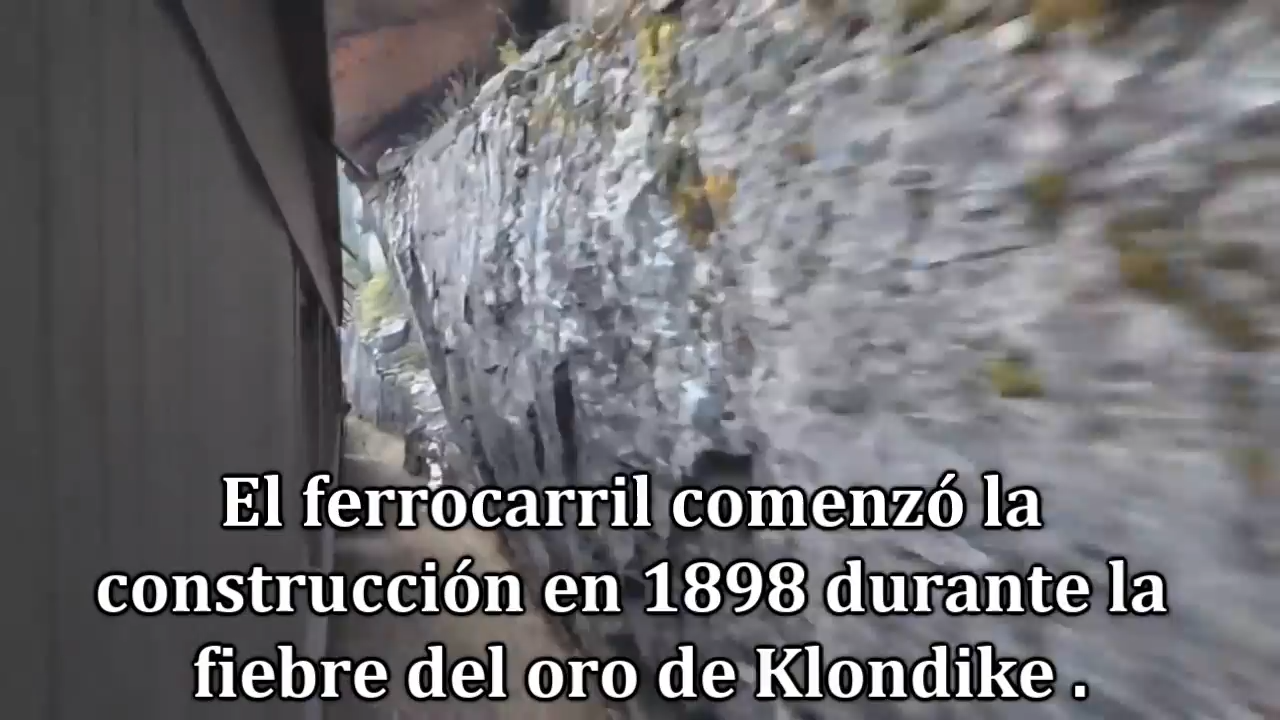 El ferrocarril comenzó la
construcción en 1898 durante la
fiebre del oro de Klondike .